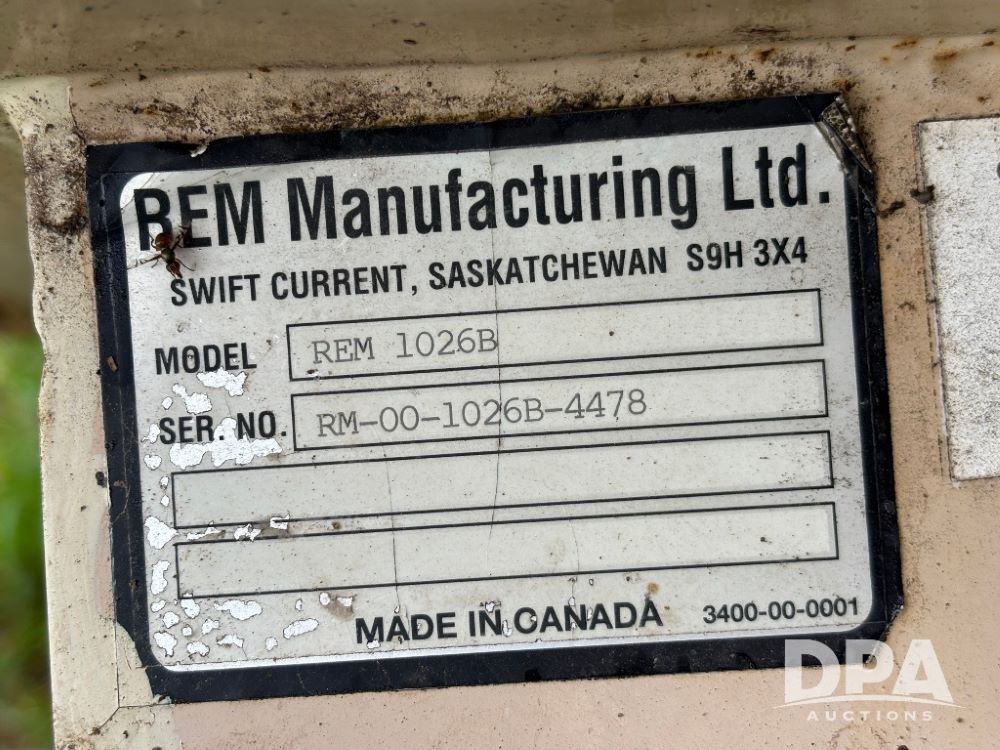 REM Manufacturing Ltd.
SWIFT CURRENT, SASKATCHEWAN S9H 3X4
MODEL REM 1026B
SER. NO. RM-00-1026B-4478
MADE IN CANADA 3400-00-0001
DPA
AUCTIONS